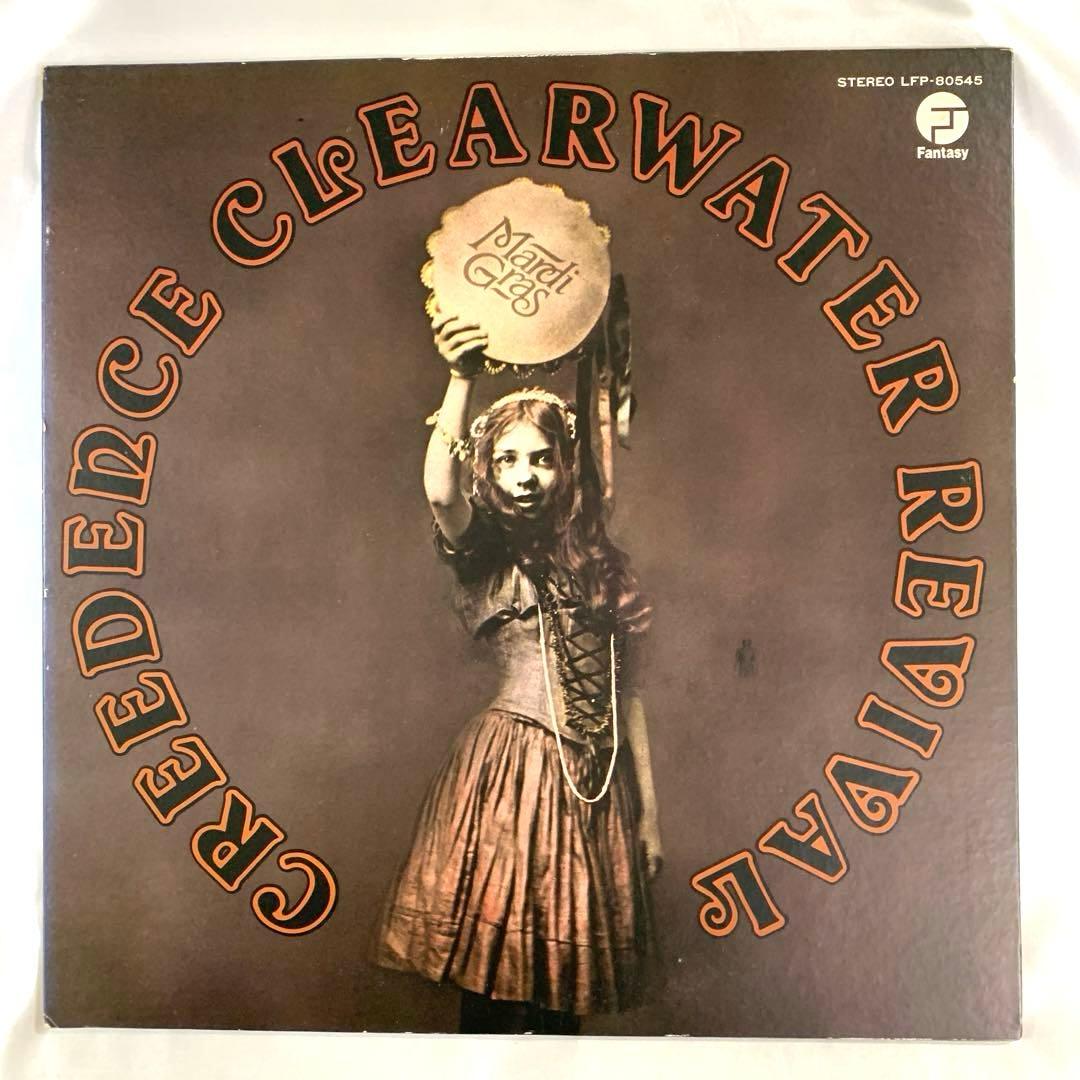 STEREO LFP-80545
Fantasy
CREEDENCE CLEARWATER REVIVAL
Mardi
Gras